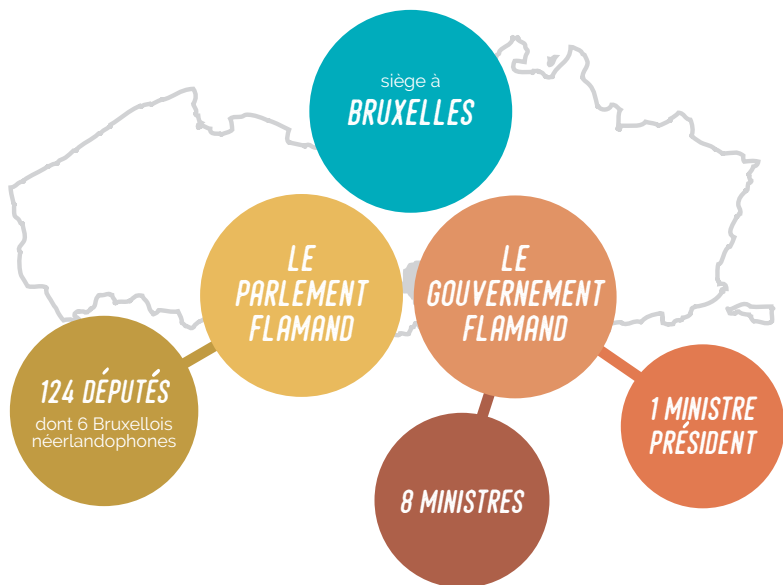 siège à
BRUXELLES
LE
PARLEMENT
FLAMAND
LE
GOUVERNEMENT
FLAMAND
124 DÉPUTÉS
dont 6 Bruxellois
néerlandophones
1 MINISTRE
PRÉSIDENT
8 MINISTRES